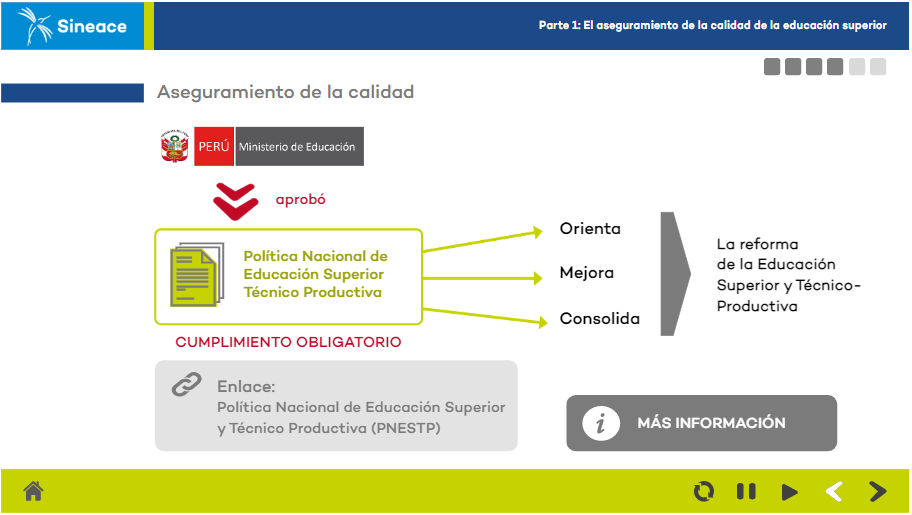 Sineace
Parte 1: El aseguramiento de la calidad de la educación superior
Aseguramiento de la calidad
PERÚ
Ministerio de Educación
aprobó
Política Nacional de
Educación Superior
Técnico Productiva
CUMPLIMIENTO OBLIGATORIO
Orienta
Mejora
Consolida
La reforma
de la Educación
Superior y Técnico-
Productiva
Enlace:
Política Nacional de Educación Superior
y Técnico Productiva (PNESTP)
i
MÁS INFORMACIÓN